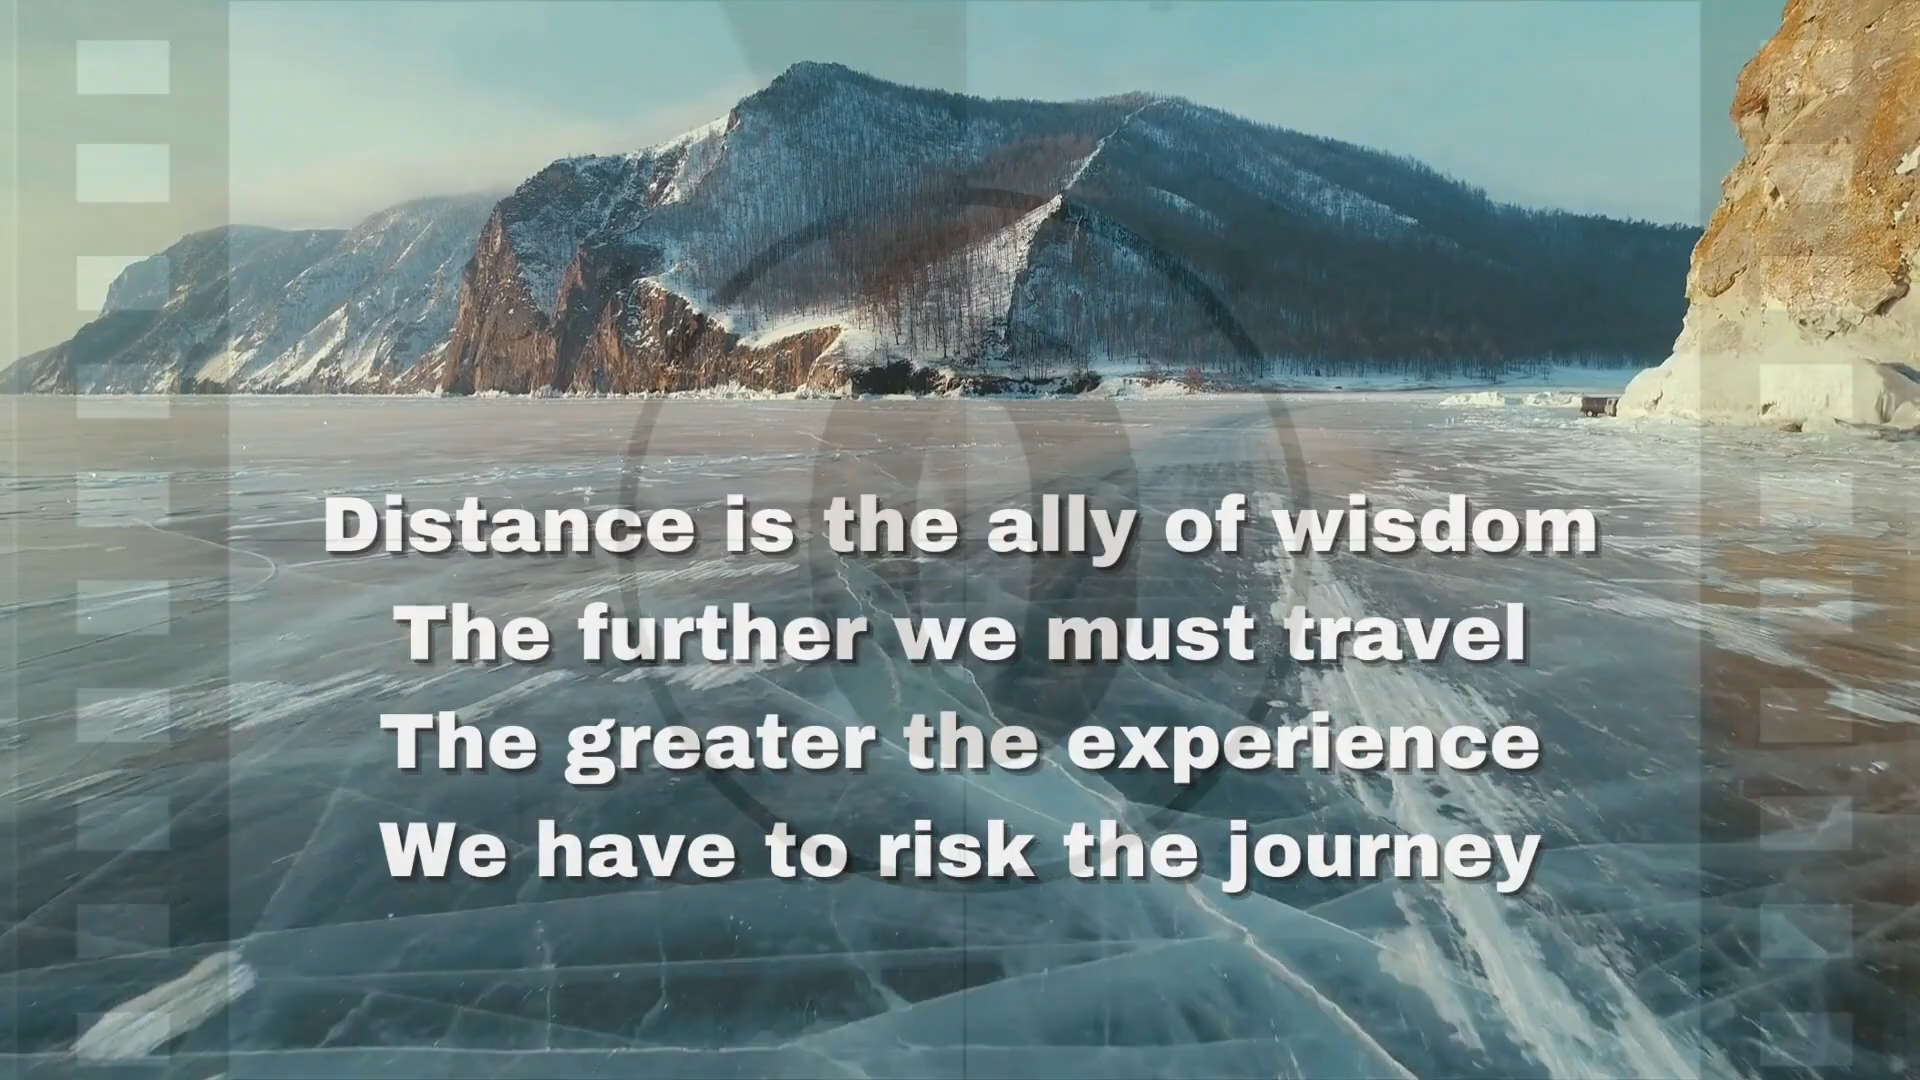 Distance is the ally of wisdom
The further we must travel
The greater the experience
We have to risk the journey